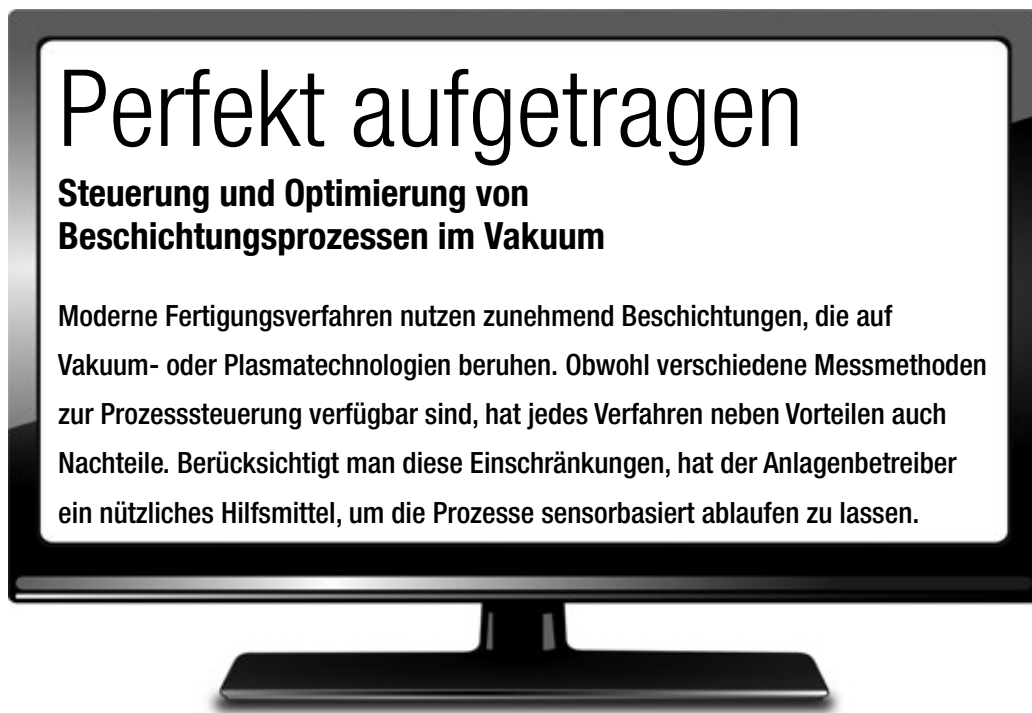 Perfekt aufgetragen
Steuerung und Optimierung von
Beschichtungsprozessen im Vakuum
Moderne Fertigungsverfahren nutzen zunehmend Beschichtungen, die auf
Vakuum- oder Plasmatechnologien beruhen. Obwohl verschiedene Messmethoden
zur Prozesssteuerung verfügbar sind, hat jedes Verfahren neben Vorteilen auch
Nachteile. Berücksichtigt man diese Einschränkungen, hat der Anlagenbetreiber
ein nützliches Hilfsmittel, um die Prozesse sensorbasiert ablaufen zu lassen.